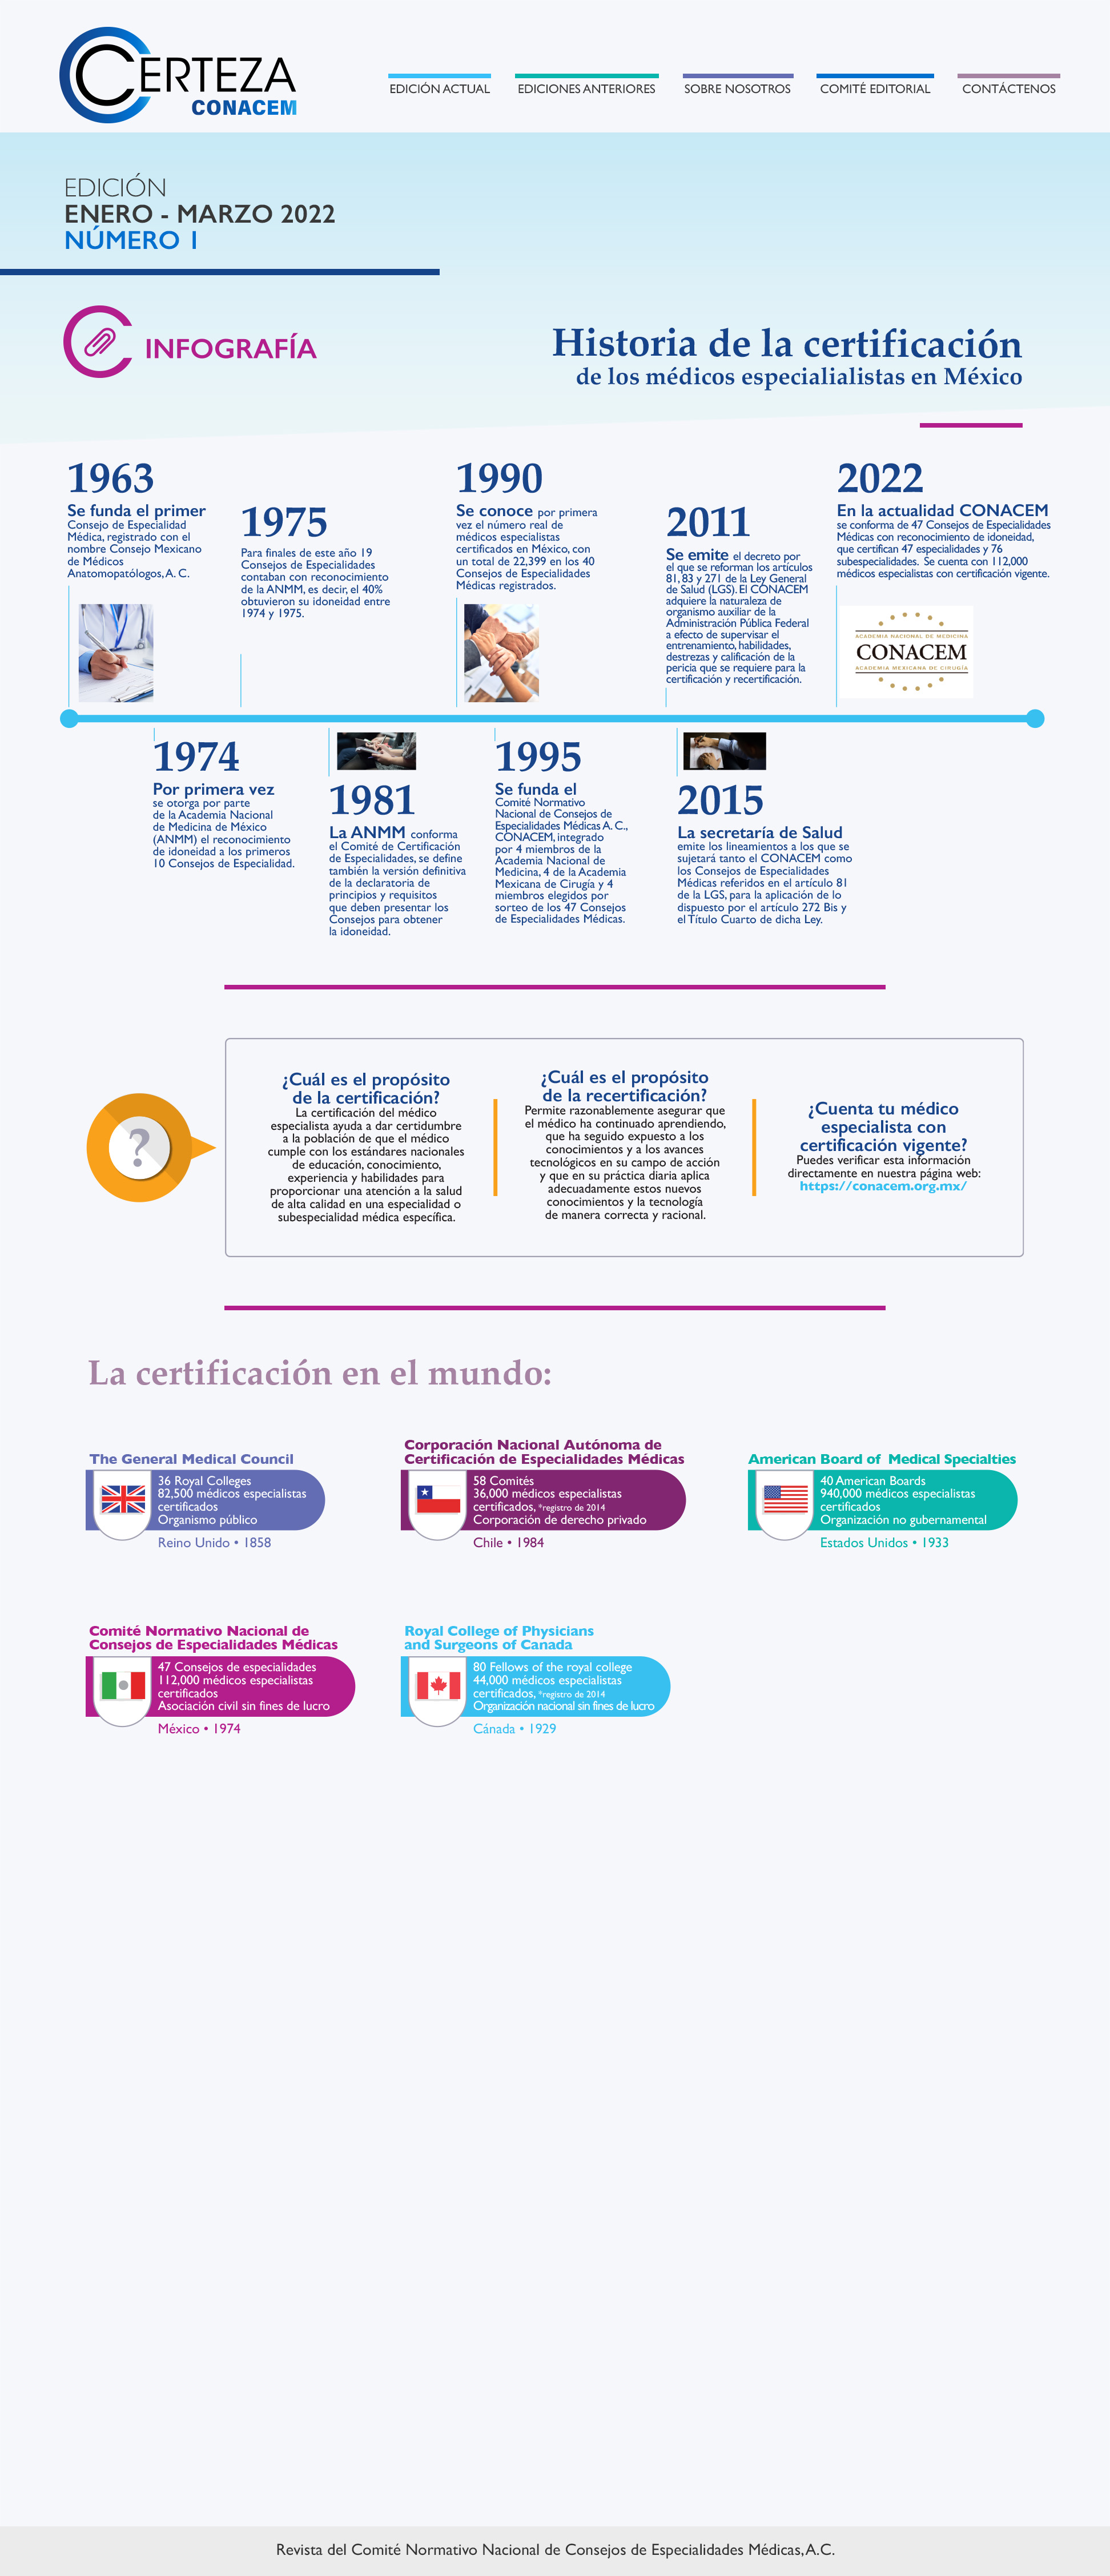 CERTEZA
CONACEM
EDICIÓN ACTUAL
EDICIONES ANTERIORES
SOBRE NOSOTROS
COMITÉ EDITORIAL
CONTÁCTENOS
EDICIÓN
ENERO - MARZO 2022
NÚMERO 1
INFOGRAFÍA
Historia de la certificación
de los médicos especialialistas en México
1963
Se funda el primer
Consejo de Especialidad
Médica, registrado con el
nombre Consejo Mexicano
de Médicos
Anatomopatólogos, A. C.
1975
Para finales de este año 19
Consejos de Especialidades
contaban con reconocimiento
de la ANMM, es decir, el 40%
obtuvieron su idoneidad entre
1974 y 1975.
1990
Se conoce por primera
vez el número real de
médicos especialistas
certificados en México, con
un total de 22,399 en los 40
Consejos de Especialidades
Médicas registrados.
2011
Se emite el decreto por
el que se reforman los artículos
81, 83 y 271 de la Ley General
de Salud (LGS). El CONACEM
adquiere la naturaleza de
organismo auxiliar de la
Administración Pública Federal
a efecto de supervisar el
entrenamiento, habilidades,
destrezas y calificación de la
pericia que se requiere para la
certificación y recertificación.
2022
En la actualidad CONACEM
se conforma de 47 Consejos de Especialidades
Médicas con reconocimiento de idoneidad,
que certifican 47 especialidades y 76
subespecialidades. Se cuenta con 112,000
médicos especialistas con certificación vigente.
ACADEMIA NACIONAL DE MEDICINA
CONACEM
ACADEMIA MEXICANA DE CIRUGÍA
1974
Por primera vez
se otorga por parte
de la Academia Nacional
de Medicina de México
(ANMM) el reconocimiento
de idoneidad a los primeros
10 Consejos de Especialidad.
1981
La ANMM conforma
el Comité de Certificación
de Especialidades, se define
también la versión definitiva
de la declaratoria de
principios y requisitos
que deben presentar los
Consejos para obtener
la idoneidad.
1995
Se funda el
Comité Normativo
Nacional de Consejos de
Especialidades Médicas A. C.,
CONACEM, integrado
por 4 miembros de la
Academia Nacional de
Medicina, 4 de la Academia
Mexicana de Cirugía y 4
miembros elegidos por
sorteo de los 47 Consejos
de Especialidades Médicas.
2015
La secretaría de Salud
emite los lineamientos a los que se
sujetará tanto el CONACEM como
los Consejos de Especialidades
Médicas referidos en el artículo 81
de la LGS, para la aplicación de lo
dispuesto por el artículo 272 Bis y
el Título Cuarto de dicha Ley.
?
¿Cuál es el propósito
de la certificación?
La certificación del médico
especialista ayuda a dar certidumbre
a la población de que el médico
cumple con los estándares nacionales
de educación, conocimiento,
experiencia y habilidades para
proporcionar una atención a la salud
de alta calidad en una especialidad o
subespecialidad médica específica.
¿Cuál es el propósito
de la recertificación?
Permite razonablemente asegurar que
el médico ha continuado aprendiendo,
que ha seguido expuesto a los
conocimientos y a los avances
tecnológicos en su campo de acción
y que en su práctica diaria aplica
adecuadamente estos nuevos
conocimientos y la tecnología
de manera correcta y racional.
¿Cuenta tu médico
especialista con
certificación vigente?
Puedes verificar esta información
directamente en nuestra página web:
https://conacem.org.mx/
La certificación en el mundo:
The General Medical Council
36 Royal Colleges
82,500 médicos especialistas
certificados
Organismo público
Reino Unido • 1858
Corporación Nacional Autónoma de
Certificación de Especialidades Médicas
58 Comités
36,000 médicos especialistas
certificados, *registro de 2014
Corporación de derecho privado
Chile • 1984
American Board of Medical Specialties
40 American Boards
940,000 médicos especialistas
certificados
Organización no gubernamental
Estados Unidos • 1933
Comité Normativo Nacional de
Consejos de Especialidades Médicas
47 Consejos de especialidades
112,000 médicos especialistas
certificados
Asociación civil sin fines de lucro
México • 1974
Royal College of Physicians
and Surgeons of Canada
80 Fellows of the royal college
44,000 médicos especialistas
certificados, *registro de 2014
Organización nacional sin fines de lucro
Cánada • 1929
Revista del Comité Normativo Nacional de Consejos de Especialidades Médicas, A.C.